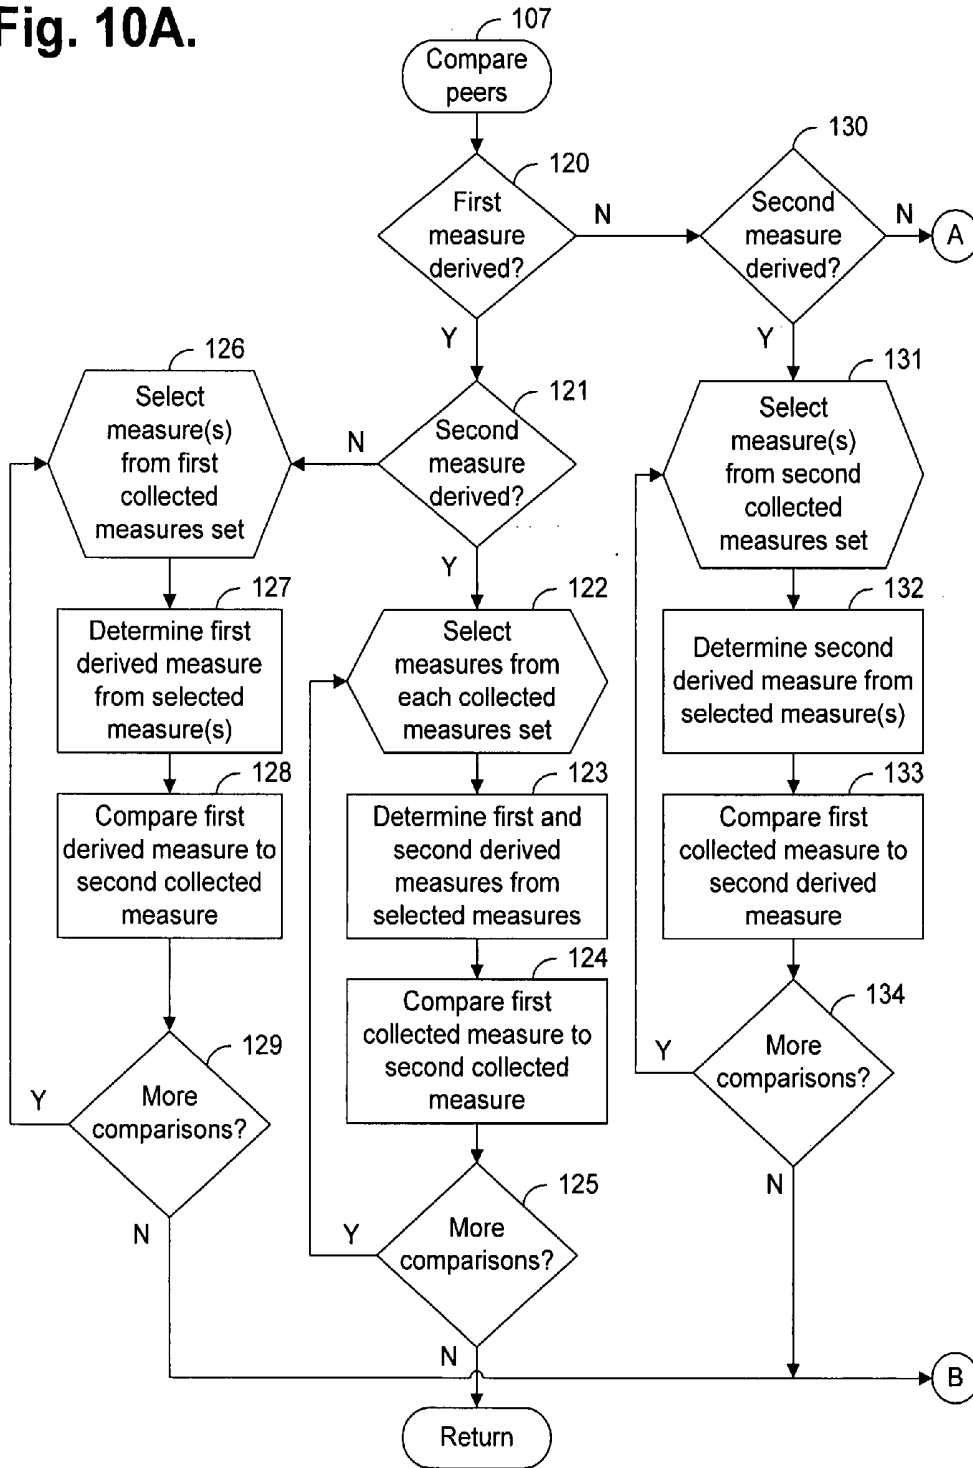 Fig. 10A.
107
Compare
peers
120
First
measure
derived?
N
Y
130
Second
measure
derived?
N
A
Y
126
Select
measure(s)
from first
collected
measures set
121
Second
measure
derived?
N
Y
131
Select
measure(s)
from second
collected
measures set
127
Determine first
derived measure
from selected
measure(s)
122
Select
measures from
each collected
measures set
132
Determine second
derived measure from
selected measure(s)
128
Compare first
derived measure to
second collected
measure
123
Determine first and
second derived
measures from
selected measures
133
Compare first
collected measure to
second derived
measure
124
Compare first
collected measure to
second collected
measure
129
More
comparisons?
Y
N
134
More
comparisons?
Y
N
125
More
comparisons?
Y
N
B
Return